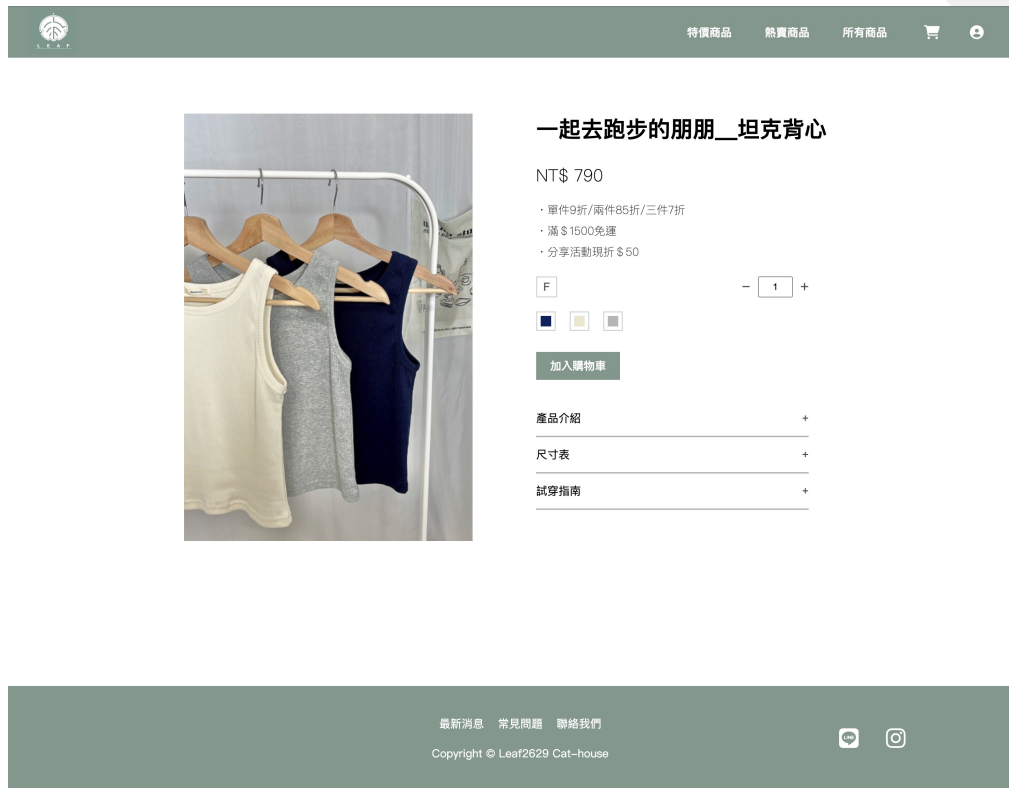 LEAF
特價商品 熱賣商品 所有商品
一起去跑步的朋朋__坦克背心
NT$ 790
・單件9折/兩件85折/三件7折
・滿＄1500免運
・分享活動現折＄50
F
− 1 +
加入購物車
產品介紹 +
尺寸表 +
試穿指南 +
最新消息 常見問題 聯絡我們
LINE
Copyright © Leaf2629 Cat-house